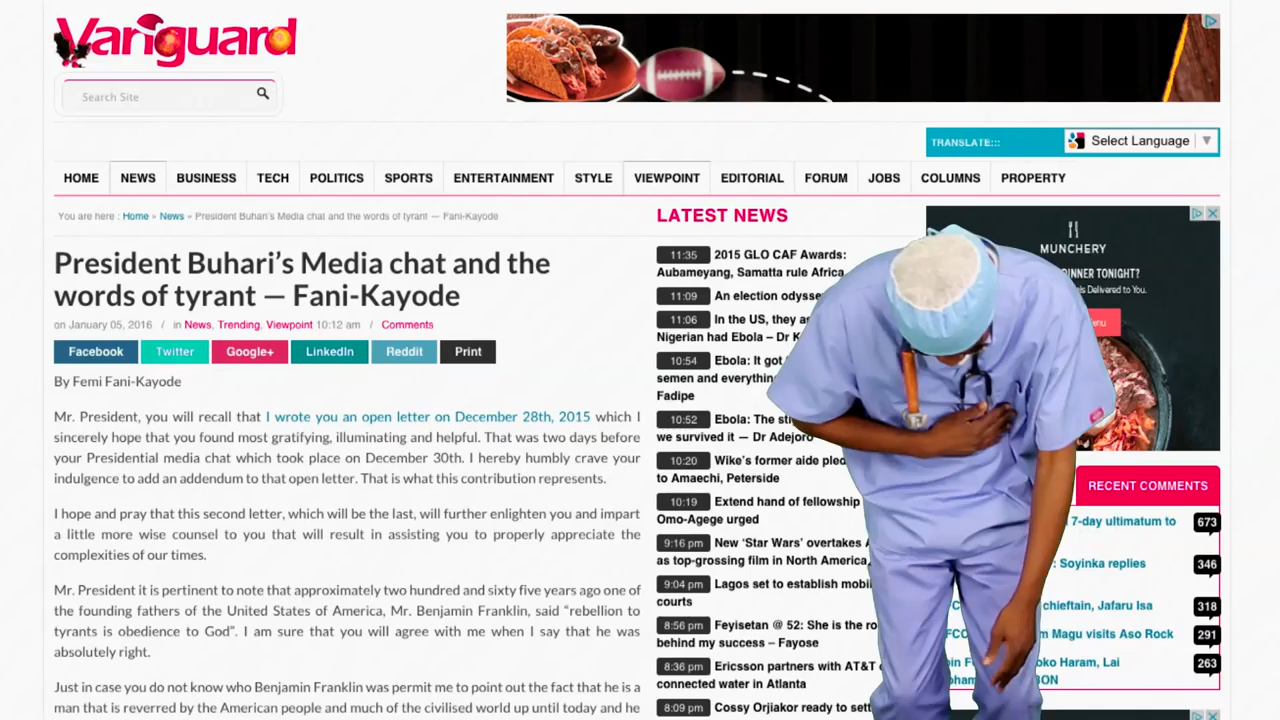 Vanguard
Search Site
TRANSLATE:::
Select Language
HOME
NEWS
BUSINESS
TECH
POLITICS
SPORTS
ENTERTAINMENT
STYLE
VIEWPOINT
EDITORIAL
FORUM
JOBS
COLUMNS
PROPERTY
You are here : Home » News » President Buhari's Media chat and the words of tyrant — Fani-Kayode
President Buhari's Media chat and the
words of tyrant — Fani-Kayode
on January 05, 2016 / in News, Trending, Viewpoint 10:12 am / Comments
Facebook
Twitter
Google+
LinkedIn
Reddit
Print
By Femi Fani-Kayode
Mr. President, you will recall that I wrote you an open letter on December 28th, 2015 which I
sincerely hope that you found most gratifying, illuminating and helpful. That was two days before
your Presidential media chat which took place on December 30th. I hereby humbly crave your
indulgence to add an addendum to that open letter. That is what this contribution represents.
I hope and pray that this second letter, which will be the last, will further enlighten you and impart
a little more wise counsel to you that will result in assisting you to properly appreciate the
complexities of our times.
Mr. President it is pertinent to note that approximately two hundred and sixty five years ago one of
the founding fathers of the United States of America, Mr. Benjamin Franklin, said "rebellion to
tyrants is obedience to God". I am sure that you will agree with me when I say that he was
absolutely right.
Just in case you do not know who Benjamin Franklin was permit me to point out the fact that he is a
man that is reverred by the American people and much of the civilised world up until today and he
LATEST NEWS
11:35 2015 GLO CAF Awards:
Aubameyang, Samatta rule Africa
11:09 An election
11:06 In the US, they
Nigerian had Ebola – Dr
10:54 Ebola: It got
semen and everything
Fadipe
10:52 Ebola: The
we survived it — Dr Adejoro
10:20 Wike's former aide
to Amaechi, Peterside
10:19 Extend hand of fellowship
Omo-Agege urged
9:16 pm New 'Star Wars' overtakes
as top-grossing film in North America,
9:04 pm Lagos set to establish
courts
8:56 pm Feyisetan @ 52: She is the
behind my success – Fayose
8:36 pm Ericsson partners with AT&T
connected water in Atlanta
8:09 pm Cossy Orjiakor ready to
MUNCHERY
DINNER TONIGHT?
Delivered to You.
RECENT COMMENTS
7-day ultimatum to 673
: Soyinka replies 346
chieftain, Jafaru Isa 318
Magu visits Aso Rock 291
Haram, Lai 263